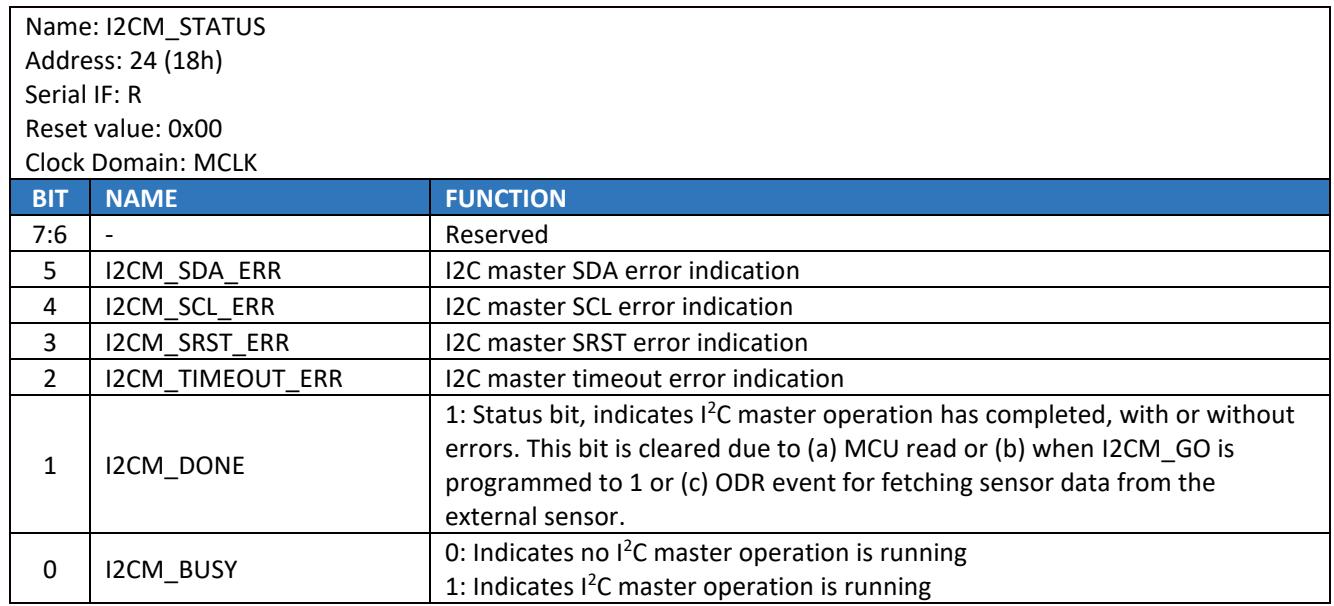 Name: I2CM_STATUS
Address: 24 (18h)
Serial IF: R
Reset value: 0x00
Clock Domain: MCLK
BIT NAME FUNCTION
7:6 - Reserved
5 I2CM_SDA_ERR I2C master SDA error indication
4 I2CM_SCL_ERR I2C master SCL error indication
3 I2CM_SRST_ERR I2C master SRST error indication
2 I2CM_TIMEOUT_ERR I2C master timeout error indication
1 I2CM_DONE 1: Status bit, indicates I²C master operation has completed, with or without
errors. This bit is cleared due to (a) MCU read or (b) when I2CM_GO is
programmed to 1 or (c) ODR event for fetching sensor data from the
external sensor.
0 I2CM_BUSY 0: Indicates no I²C master operation is running
1: Indicates I²C master operation is running